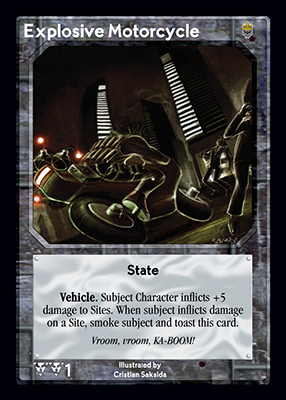 Explosive Motorcycle
State
Vehicle. Subject Character inflicts +5
damage to Sites. When subject inflicts damage
on a Site, smoke subject and toast this card.
Vroom, vroom, KA-BOOM!
1
Illustrated by
Cristian Saksida